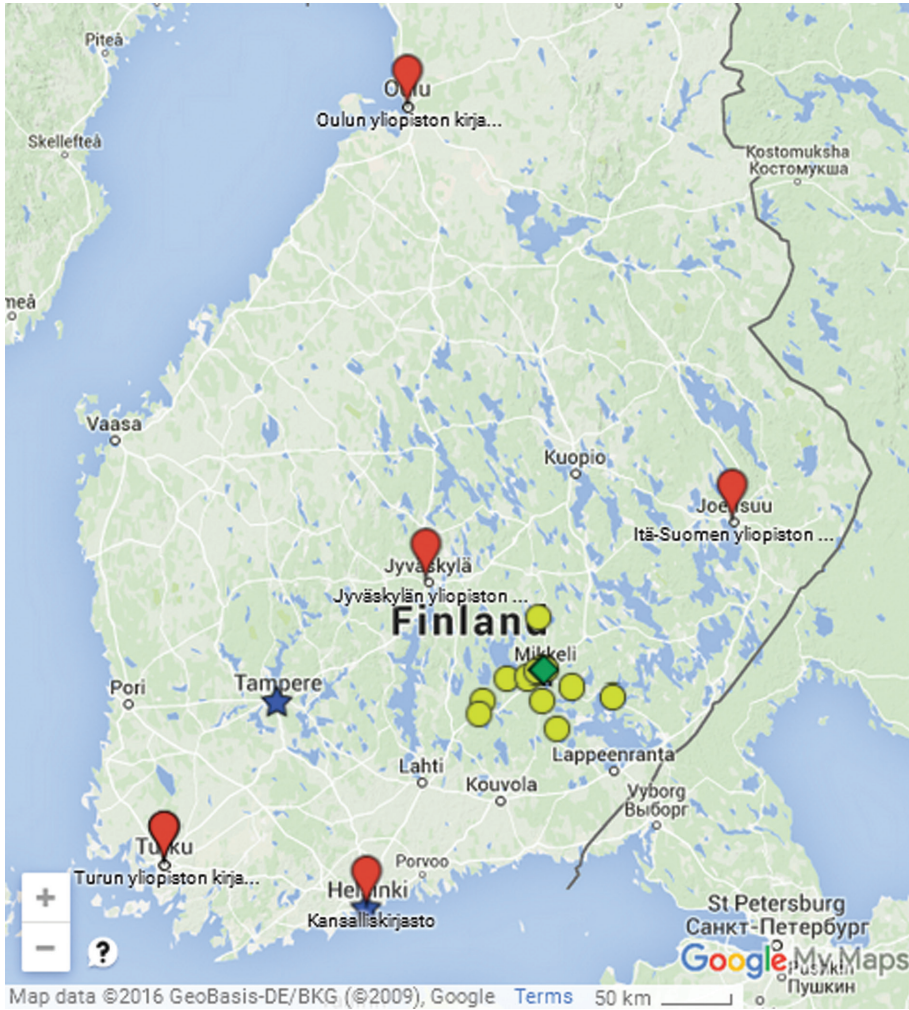 Piteå
Oulu
Oulun yliopiston kirja...
Skellefteå
Kostomuksha
Костомукша
meå
Vaasa
Kuopio
Joensuu
Itä-Suomen yliopiston ...
Jyväskylä
Jyväskylän yliopiston ...
Finland
Mikkeli
Pori
Tampere
Lappeenranta
Lahti
Kouvola
Vyborg
Выборг
Turku
Turun yliopiston kirja...
Porvoo
Helsinki
Kansalliskirjasto
St Petersburg
Санкт-Петербург
Google My Maps
Pushkin
Пушкин
+
−
?
Map data ©2016 GeoBasis-DE/BKG (©2009), Google Terms 50 km